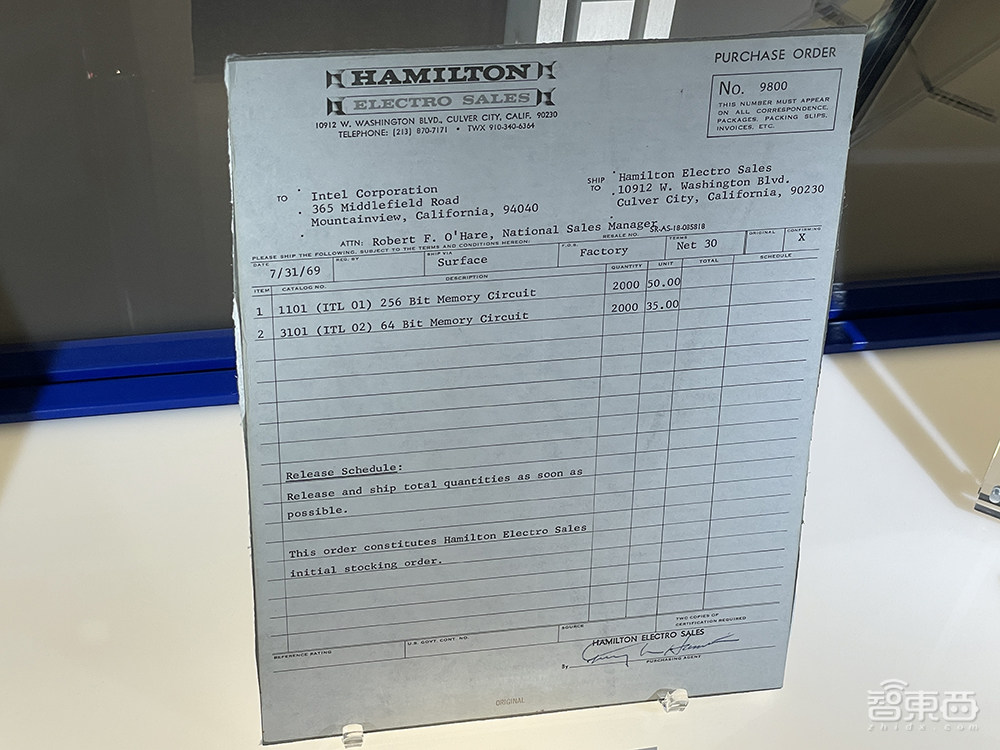 HAMILTON
ELECTRO SALES
10912 W. WASHINGTON BLVD., CULVER CITY, CALIF. 90230
TELEPHONE: (213) 870-7171 • TWX 910-340-6364
PURCHASE ORDER
No. 9800
THIS NUMBER MUST APPEAR
ON ALL CORRESPONDENCE,
PACKAGES, PACKING SLIPS,
INVOICES, ETC.
TO
Intel Corporation
365 Middlefield Road
Mountainview, California, 94040
SHIP TO
Hamilton Electro Sales
10912 W. Washington Blvd.
Culver City, California, 90230
ATTN: Robert F. O'Hare, National Sales Manager
PLEASE SHIP THE FOLLOWING, SUBJECT TO THE TERMS AND CONDITIONS HEREON:
RESALE NO. SR-AS-18-085818
DATE 7/31/69
REQ. BY
SHIP VIA Surface
F.O.B. Factory
TERMS Net 30
ORIGINAL
CONFIRMING X
ITEM CATALOG NO. DESCRIPTION QUANTITY UNIT TOTAL SCHEDULE
1 1101 (ITL 01) 256 Bit Memory Circuit 2000 50.00
2 3101 (ITL 02) 64 Bit Memory Circuit 2000 35.00
Release Schedule:
Release and ship total quantities as soon as
possible.
This order constitutes Hamilton Electro Sales
initial stocking order.
REFERENCE RATING
U.S. GOVT. CONT. NO.
SOURCE
TWO COPIES OF
CERTIFICATION REQUIRED
HAMILTON ELECTRO SALES
By
PURCHASING AGENT
ORIGINAL
智東西
zhidx.com